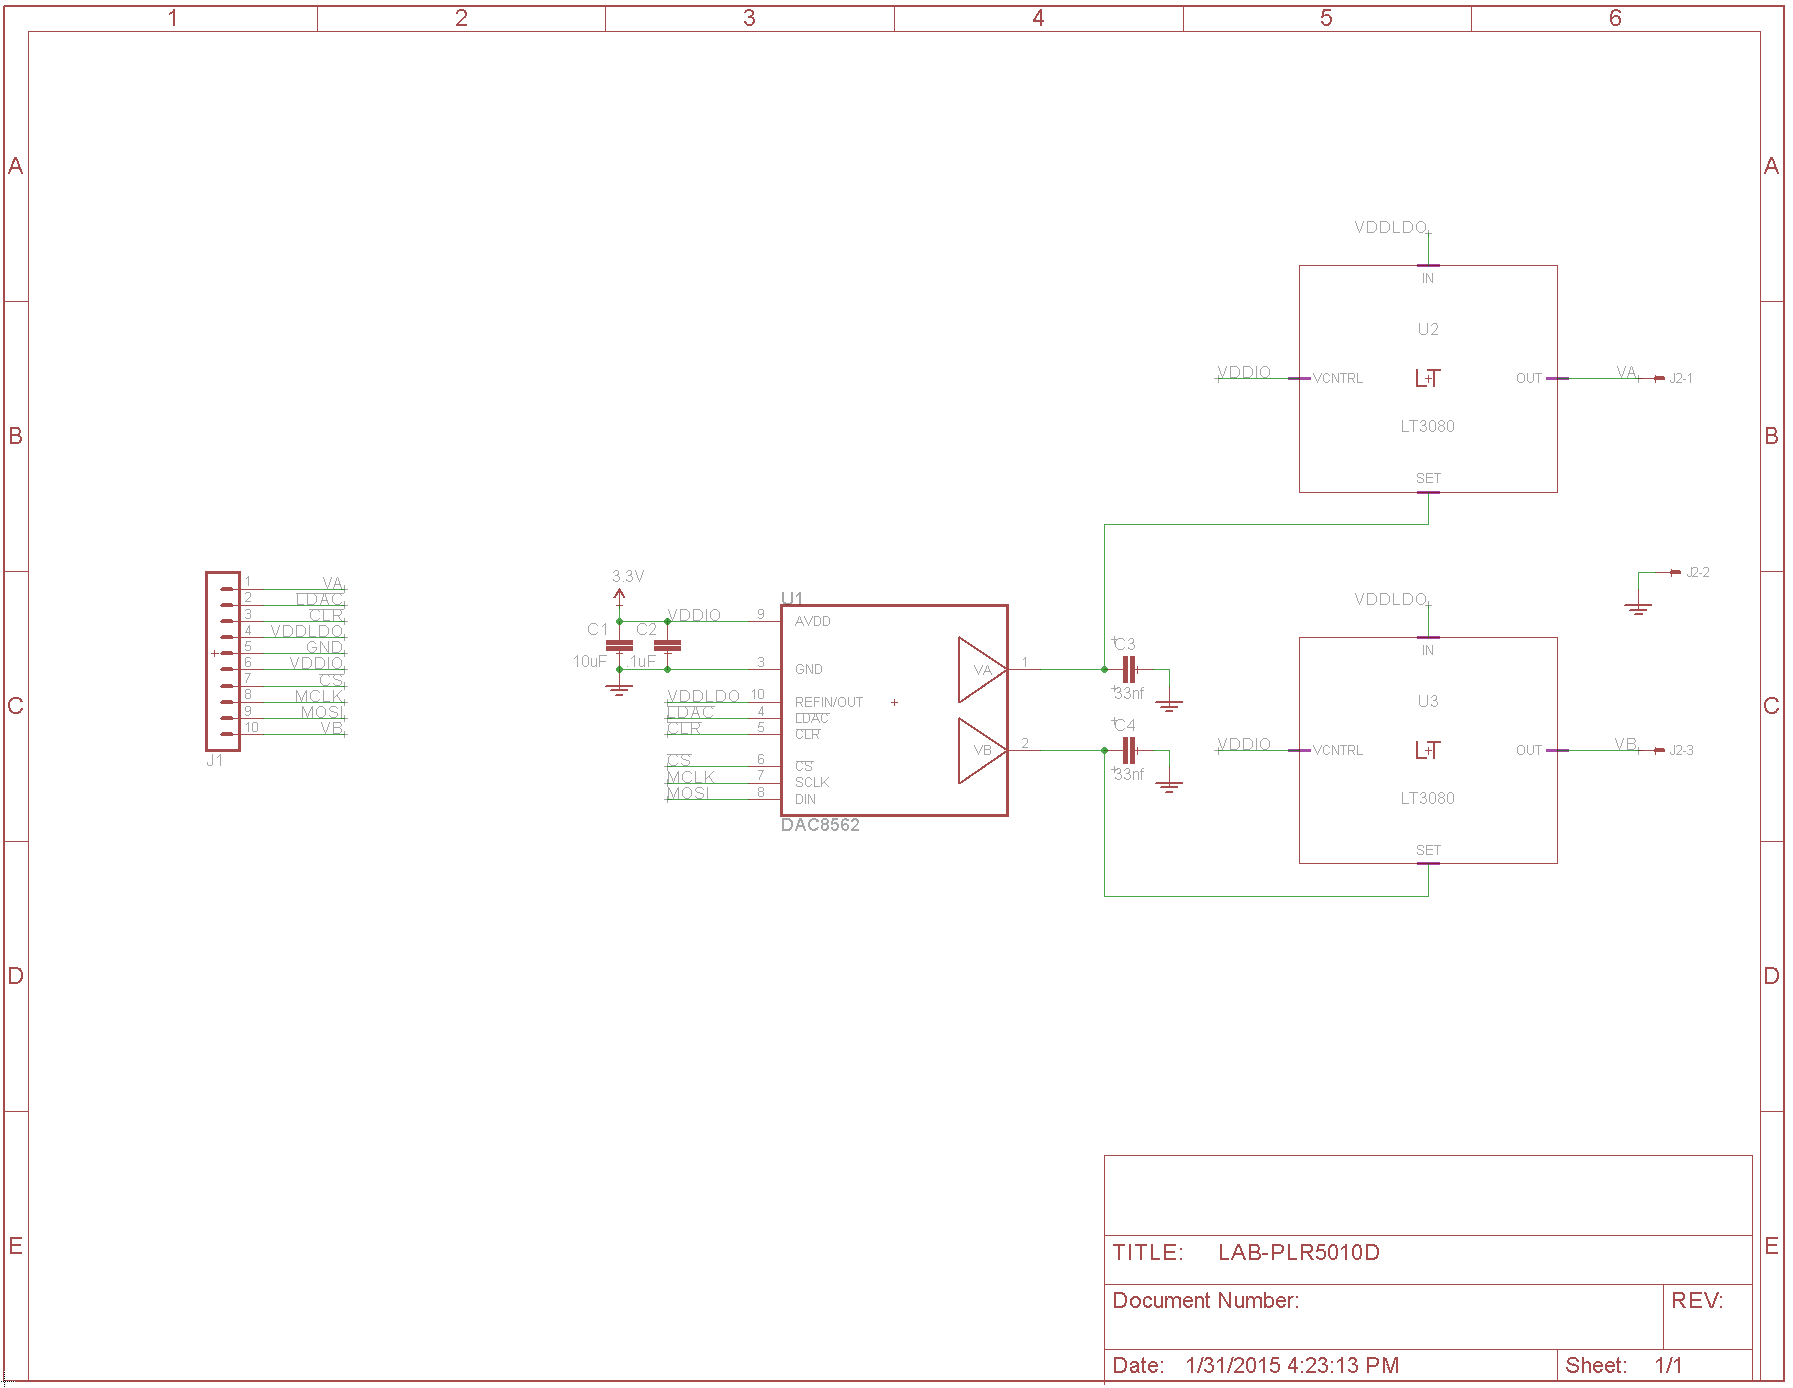 1 2 3 4 5 6
A A
B B
C C
D D
E E
VDDLDO
IN
U2
VDDIO
VCNTRL
LT
OUT
VA
J2-1
LT3080
SET
J2-2
VDDLDO
IN
U3
VDDIO
VCNTRL
LT
OUT
VB
J2-3
LT3080
SET
1 VA
2 LDAC
3 CLR
4 VDDLDO
5 GND
6 VDDIO
7 CS
8 MCLK
9 MOSI
10 VB
J1
3.3V
C1
10uF
C2
.1uF
U1
VDDIO 9 AVDD
3 GND
VDDLDO 10 REFIN/OUT
LDAC 4 LDAC
CLR 5 CLR
CS 6 CS
MCLK 7 SCLK
MOSI 8 DIN
VA 1
VB 2
DAC8562
C3
33nf
C4
33nf
TITLE: LAB-PLR5010D
Document Number:
REV:
Date: 1/31/2015 4:23:13 PM
Sheet: 1/1